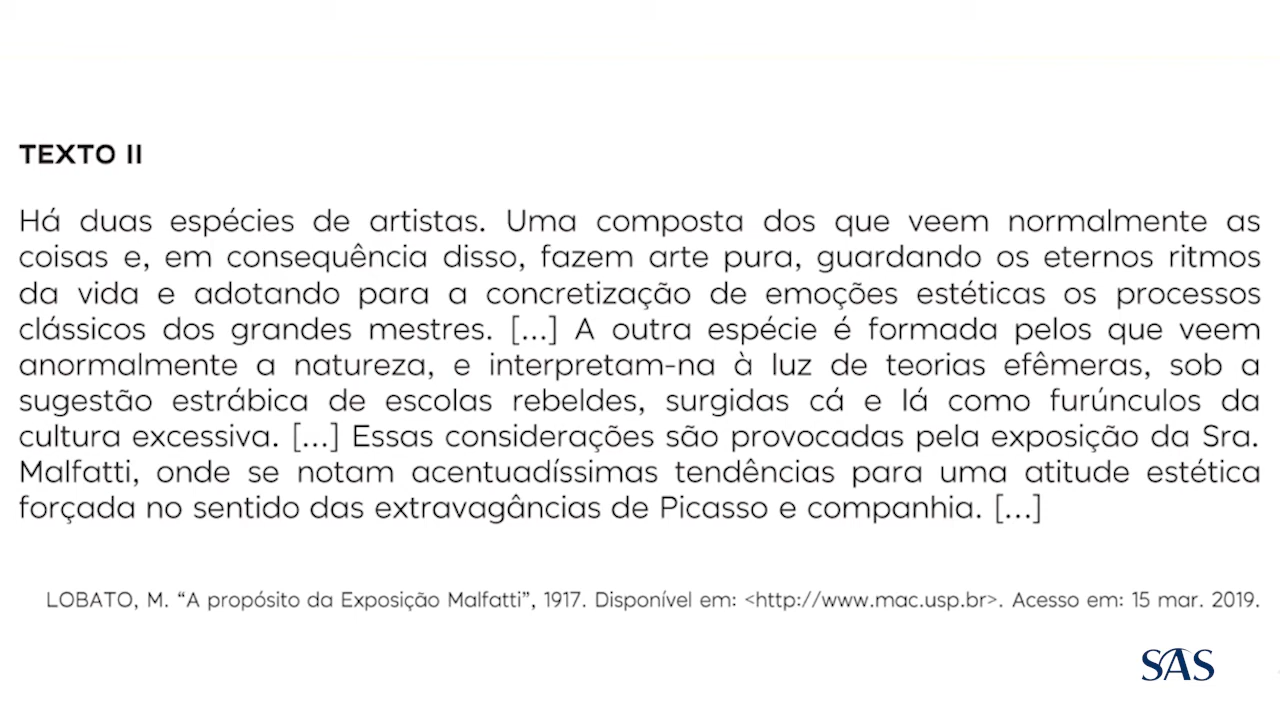 TEXTO II
Há duas espécies de artistas. Uma composta dos que veem normalmente as
coisas e, em consequência disso, fazem arte pura, guardando os eternos ritmos
da vida e adotando para a concretização de emoções estéticas os processos
clássicos dos grandes mestres. [...] A outra espécie é formada pelos que veem
anormalmente a natureza, e interpretam-na à luz de teorias efêmeras, sob a
sugestão estrábica de escolas rebeldes, surgidas cá e lá como furúnculos da
cultura excessiva. [...] Essas considerações são provocadas pela exposição da Sra.
Malfatti, onde se notam acentuadíssimas tendências para uma atitude estética
forçada no sentido das extravagâncias de Picasso e companhia. [...]
LOBATO, M. “A propósito da Exposição Malfatti”, 1917. Disponível em: <http://www.mac.usp.br>. Acesso em: 15 mar. 2019.
SAS